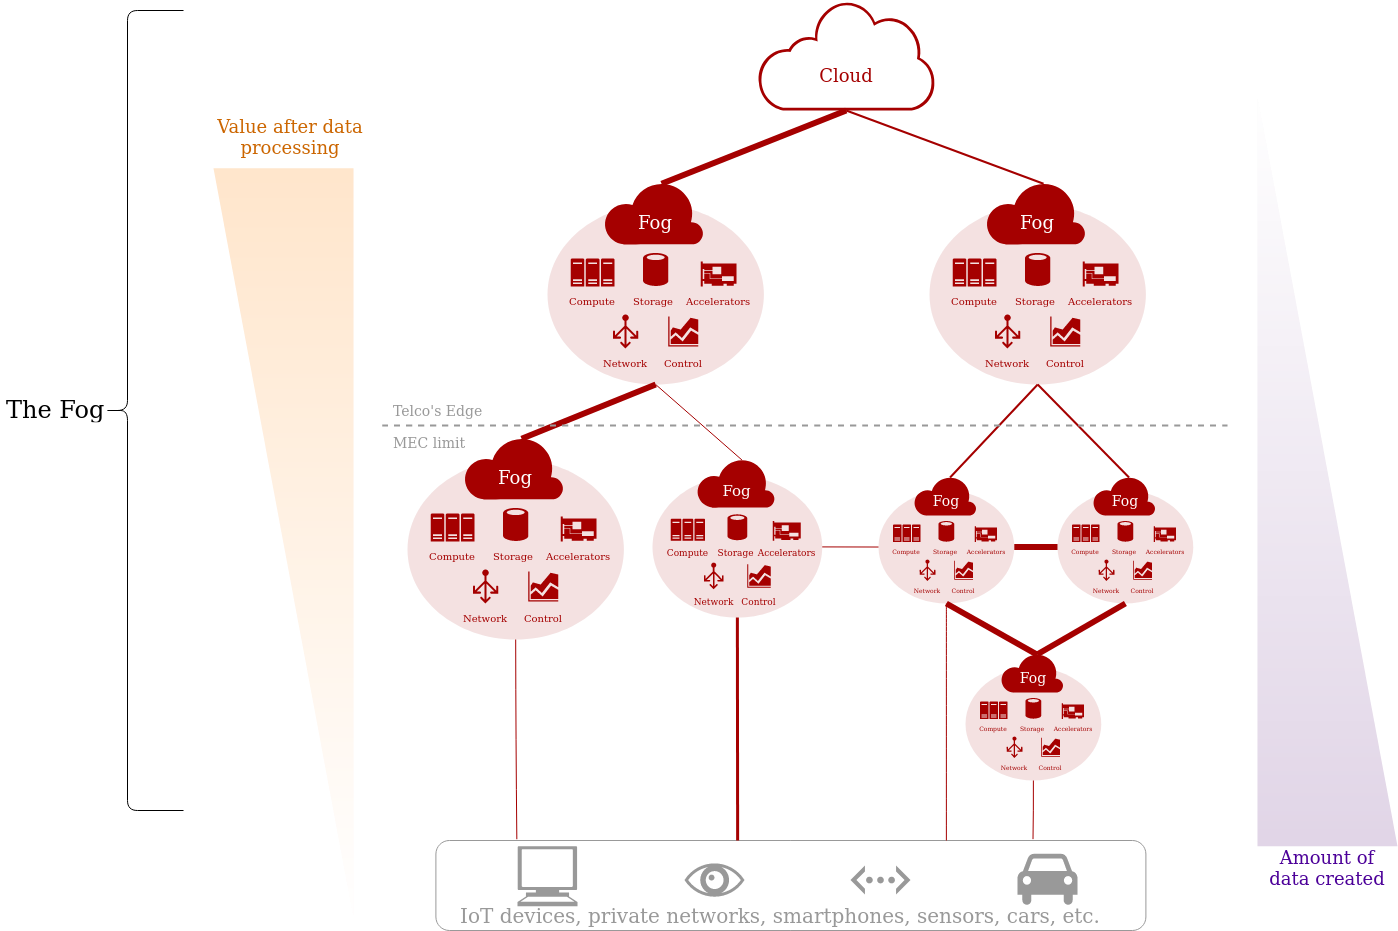 Cloud
Value after data
processing
Fog
Compute Storage Accelerators
Network Control
Fog
Compute Storage Accelerators
Network Control
The Fog
Telco's Edge
MEC limit
Fog
Compute Storage Accelerators
Network Control
Fog
Compute Storage Accelerators
Network Control
Fog
Compute Storage Accelerators
Network Control
Fog
Compute Storage Accelerators
Network Control
Fog
Compute Storage Accelerators
Network Control
Amount of
data created
IoT devices, private networks, smartphones, sensors, cars, etc.